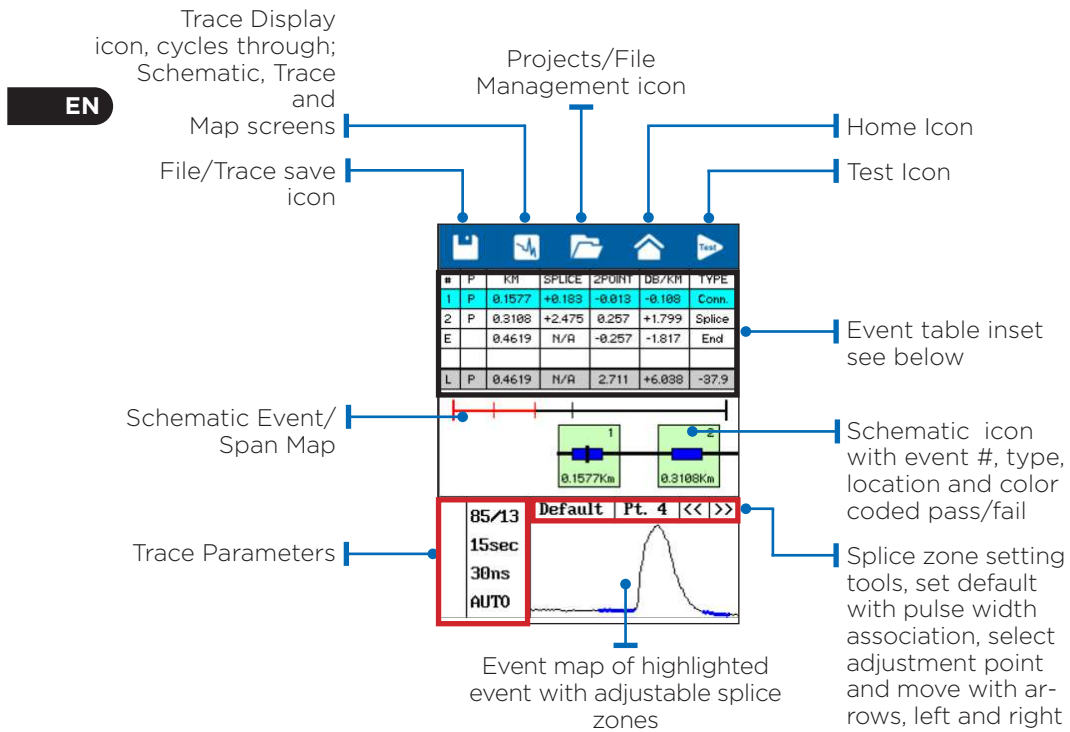 Trace Display
icon, cycles through;
Schematic, Trace
and
Map screens
EN
File/Trace save
icon
Projects/File
Management icon
Home Icon
Test Icon
Test
# P KM SPLICE 2POINT DB/KM TYPE
1 P 0.1577 +0.183 -0.013 -0.108 Conn.
2 P 0.3108 +2.475 0.257 +1.799 Splice
E 0.4619 N/A -0.257 -1.817 End
L P 0.4619 N/A 2.711 +6.038 -37.9
Event table inset
see below
Schematic Event/
Span Map
1
0.1577Km
2
0.3108Km
Schematic icon
with event #, type,
location and color
coded pass/fail
Trace Parameters
85/13
15sec
30ns
AUTO
Default Pt. 4 << >>
Splice zone setting
tools, set default
with pulse width
association, select
adjustment point
and move with ar-
rows, left and right
Event map of highlighted
event with adjustable splice
zones